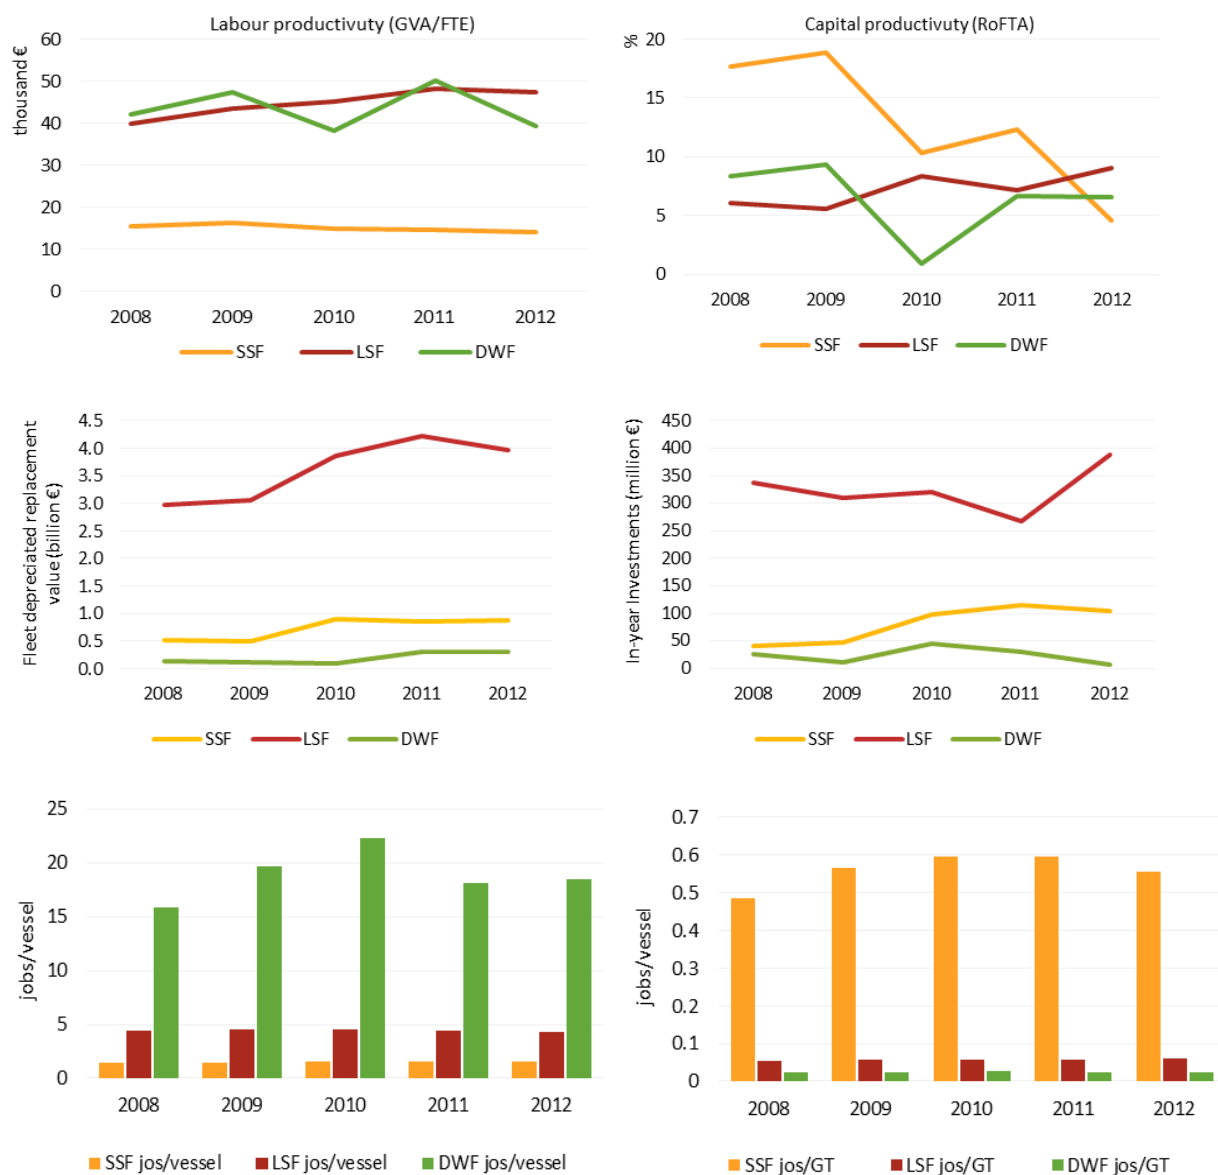 Labour productivuty (GVA/FTE)
thousand €
60
50
40
30
20
10
0
2008 2009 2010 2011 2012
SSF LSF DWF
Capital productivuty (RoFTA)
%
20
15
10
5
0
2008 2009 2010 2011 2012
SSF LSF DWF
Fleet depreciated replacement
value (billion €)
4.5
4.0
3.5
3.0
2.5
2.0
1.5
1.0
0.5
0.0
2008 2009 2010 2011 2012
SSF LSF DWF
In-year Investments (million €)
450
400
350
300
250
200
150
100
50
0
2008 2009 2010 2011 2012
SSF LSF DWF
jobs/vessel
25
20
15
10
5
0
2008 2009 2010 2011 2012
SSF jos/vessel LSF jos/vessel DWF jos/vessel
jobs/vessel
0.7
0.6
0.5
0.4
0.3
0.2
0.1
0
2008 2009 2010 2011 2012
SSF jos/GT LSF jos/GT DWF jos/GT